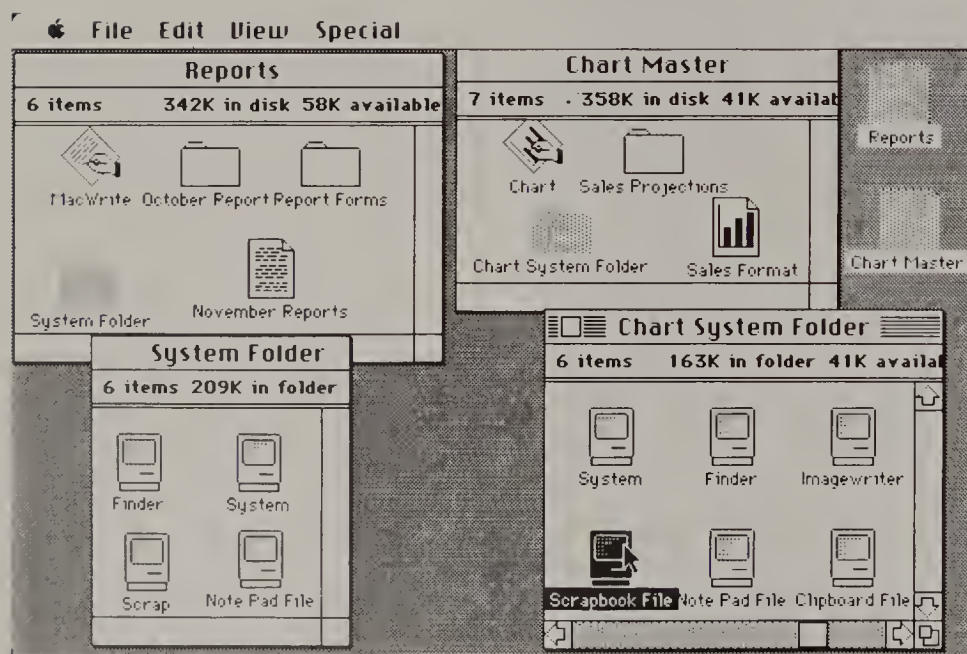 File Edit View Special
Reports
6 items 342K in disk 58K available
MacWrite October Report Report Forms
System Folder November Reports
Chart Master
7 items 358K in disk 41K availab
Chart Sales Projections
Chart System Folder Sales Format
Reports
Chart Master
System Folder
6 items 209K in folder
Finder System
Scrap Note Pad File
Chart System Folder
6 items 163K in folder 41K availal
System Finder Imagewriter
Scrapbook File Note Pad File Clipboard File